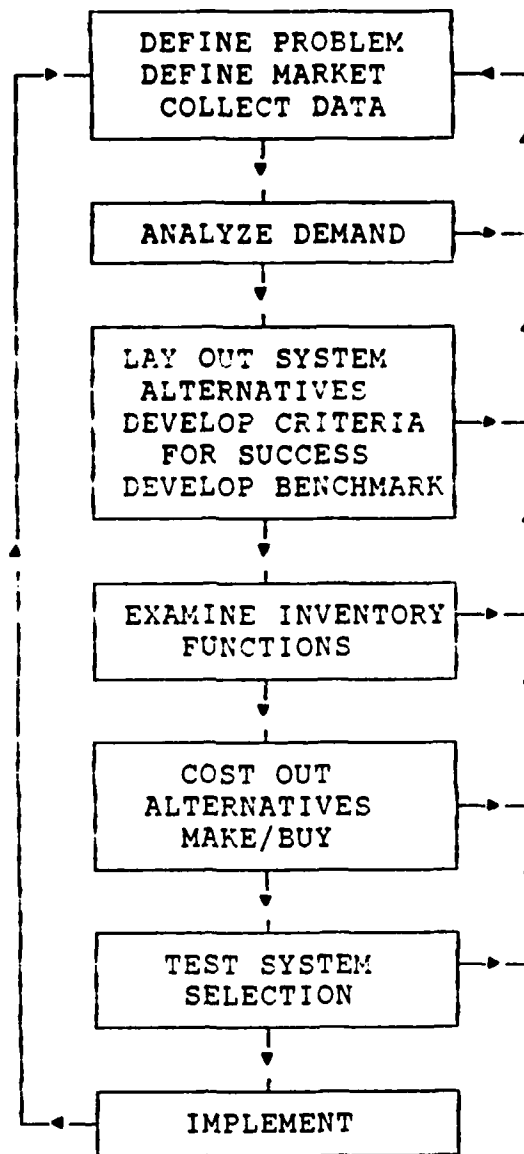 DEFINE PROBLEM
DEFINE MARKET
COLLECT DATA
ANALYZE DEMAND
LAY OUT SYSTEM
ALTERNATIVES
DEVELOP CRITERIA
FOR SUCCESS
DEVELOP BENCHMARK
EXAMINE INVENTORY
FUNCTIONS
COST OUT
ALTERNATIVES
MAKE/BUY
TEST SYSTEM
SELECTION
IMPLEMENT